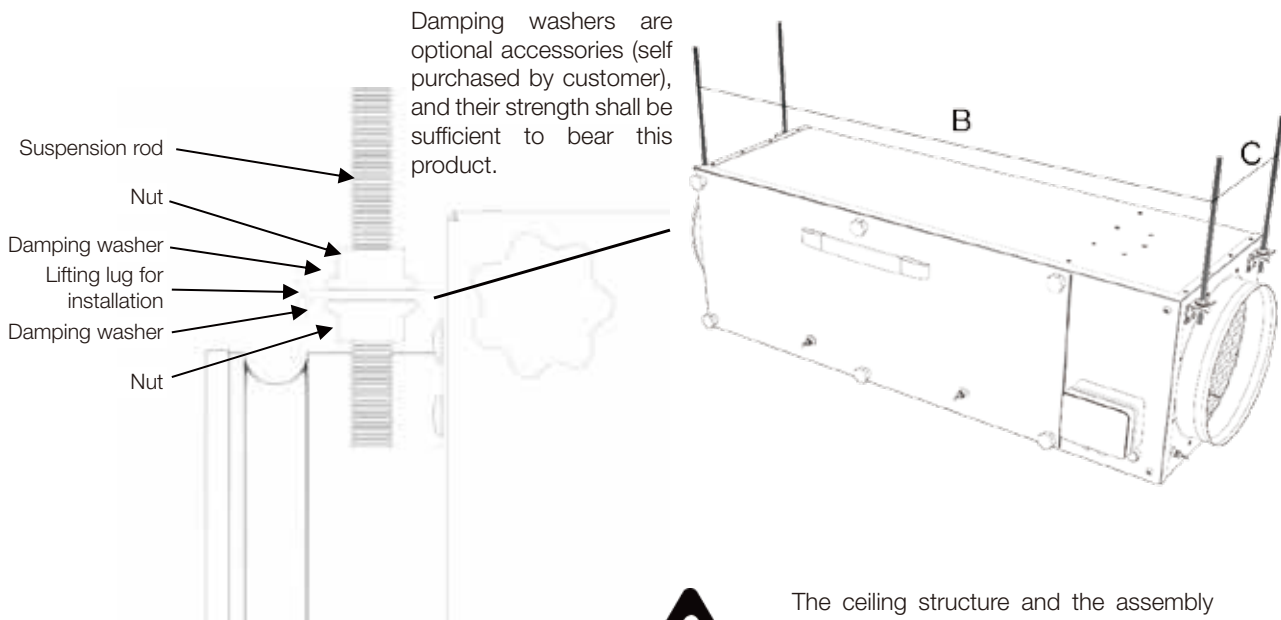 Damping washers are
optional accessories (self
purchased by customer),
and their strength shall be
sufficient to bear this
product.
Suspension rod
Nut
Damping washer
Lifting lug for
installation
Damping washer
Nut
B
C
The ceiling structure and the assembly